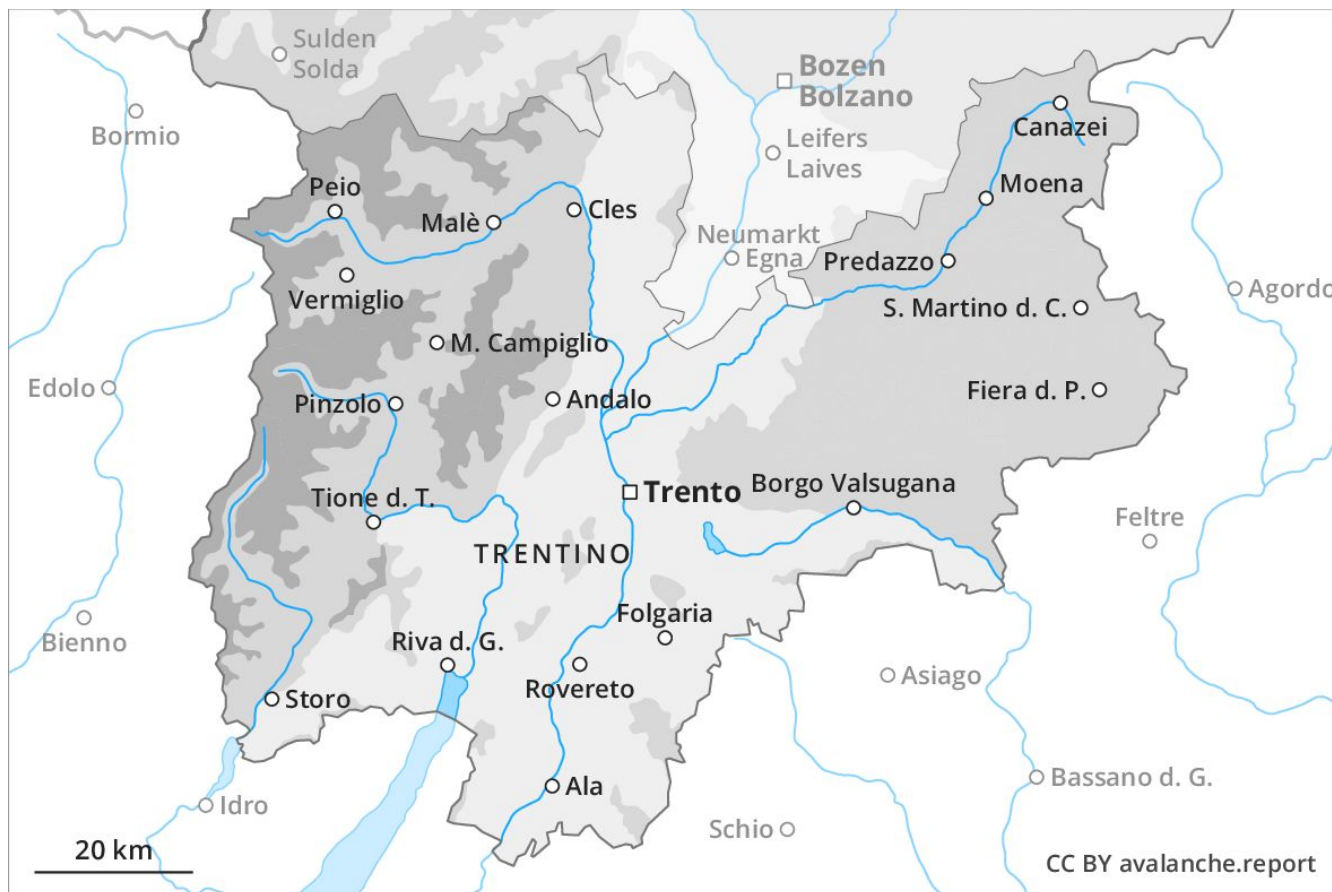 Sulden
Solda
Bozen
Bolzano
Bormio
Canazei
Leifers
Laives
Peio
Moena
Malè
Cles
Neumarkt
Egna
Predazzo
Vermiglio
Agordo
S. Martino d. C.
M. Campiglio
Edolo
Pinzolo
Andalo
Fiera d. P.
Tione d. T.
Trento
Borgo Valsugana
Feltre
TRENTINO
Folgaria
Bienno
Riva d. G.
Rovereto
Asiago
Storo
Ala
Bassano d. G.
Idro
Schio
20 km
CC BY avalanche.report